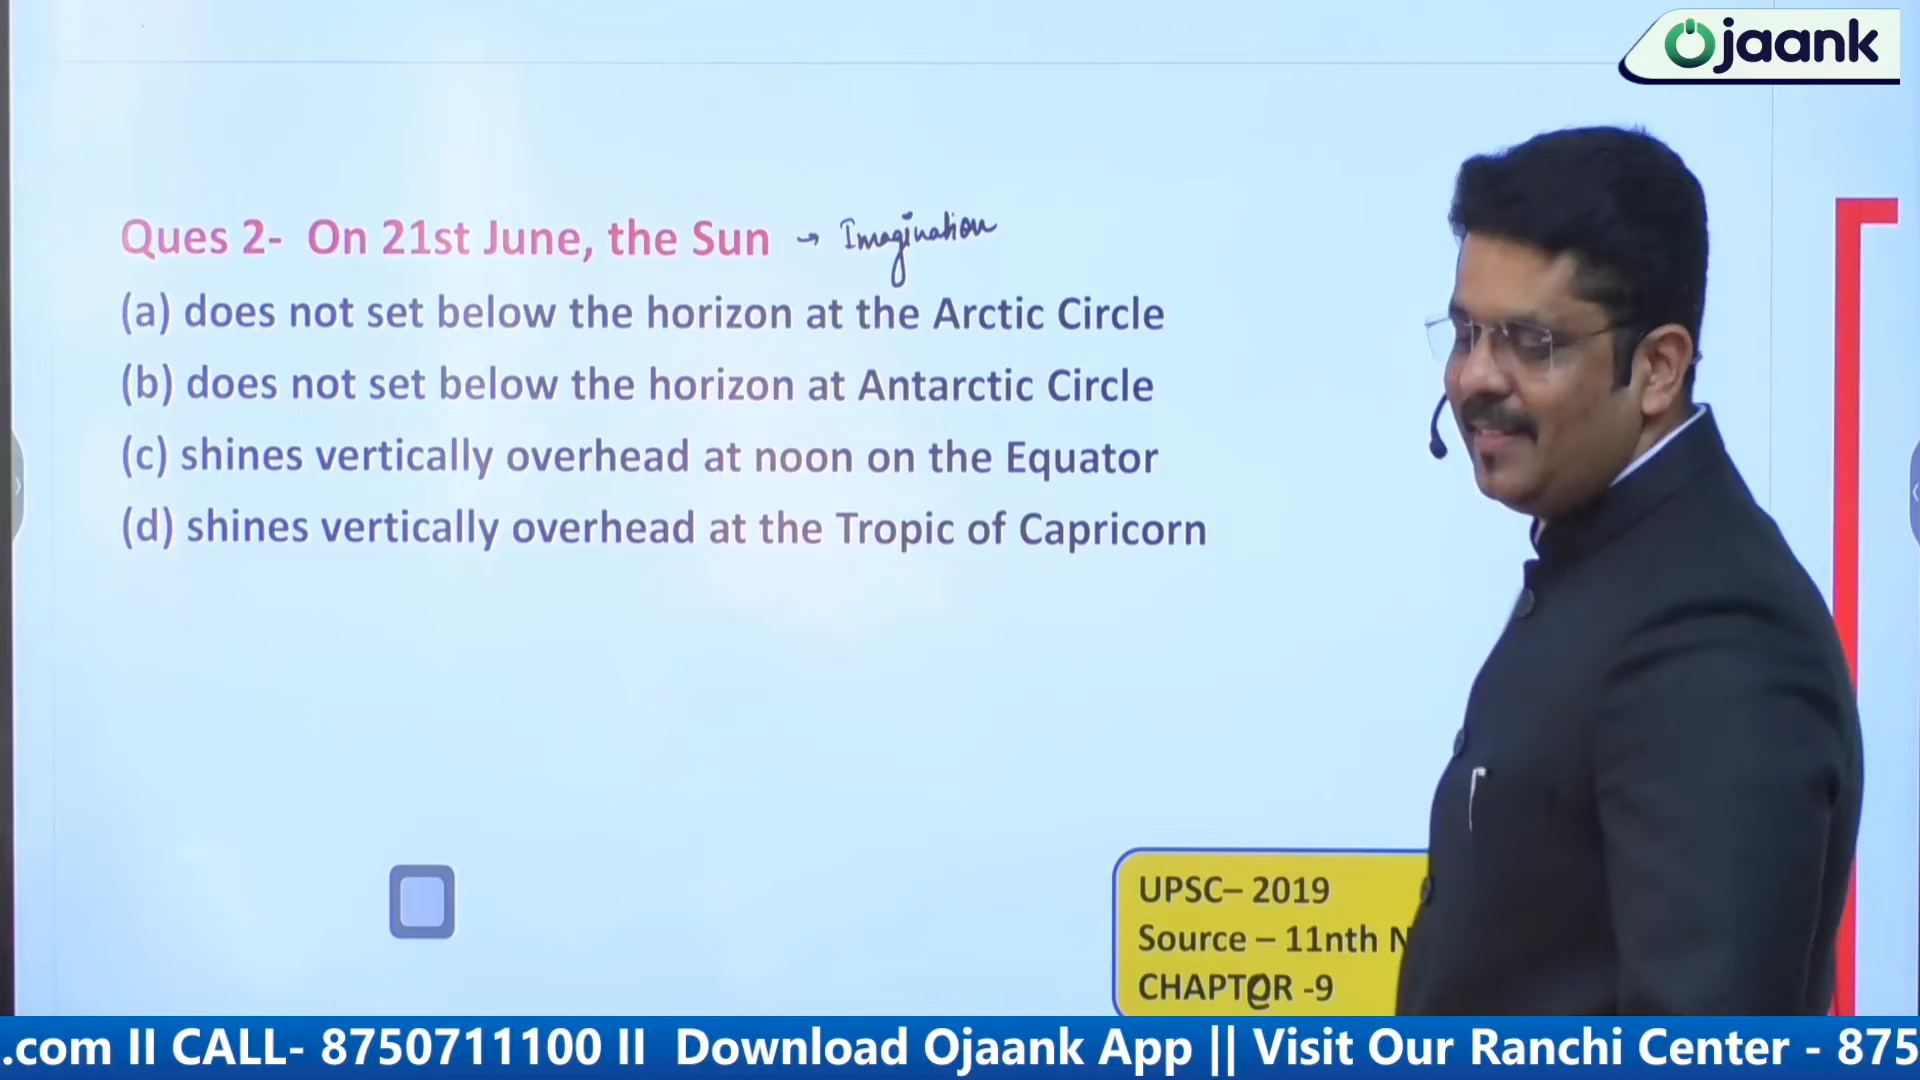 Ojaank
Ques 2- On 21st June, the Sun → Imagination
(a) does not set below the horizon at the Arctic Circle
(b) does not set below the horizon at Antarctic Circle
(c) shines vertically overhead at noon on the Equator
(d) shines vertically overhead at the Tropic of Capricorn
UPSC– 2019
Source – 11nth N
CHAPTeR -9
.com II CALL- 8750711100 II Download Ojaank App || Visit Our Ranchi Center - 875